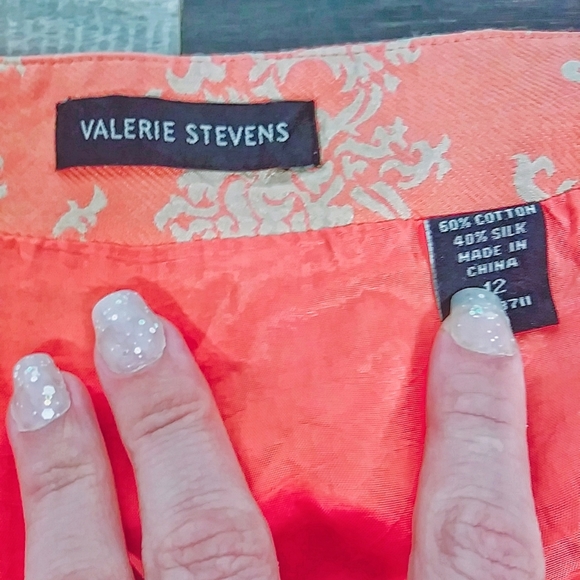 VALERIE STEVENS
60% COTTON
40% SILK
MADE IN
CHINA
12